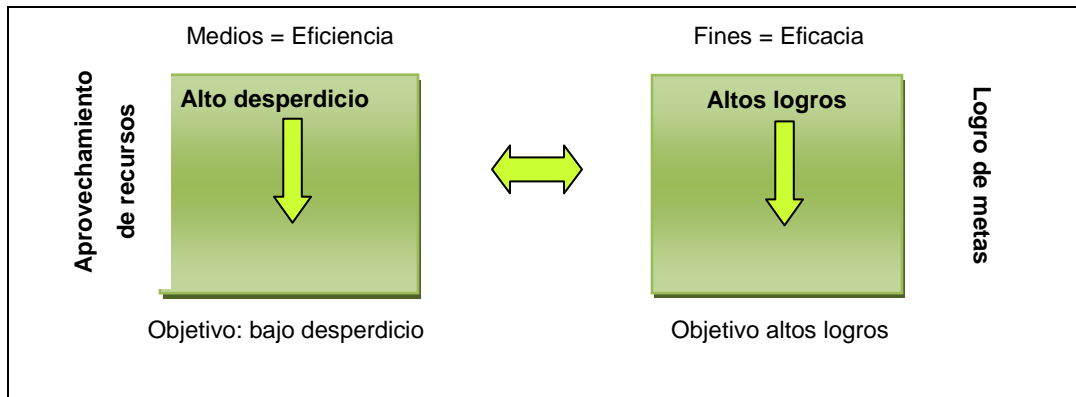 Medios = Eficiencia
Fines = Eficacia
Aprovechamiento
de recursos
Alto desperdicio
Altos logros
Logro de metas
Objetivo: bajo desperdicio
Objetivo altos logros